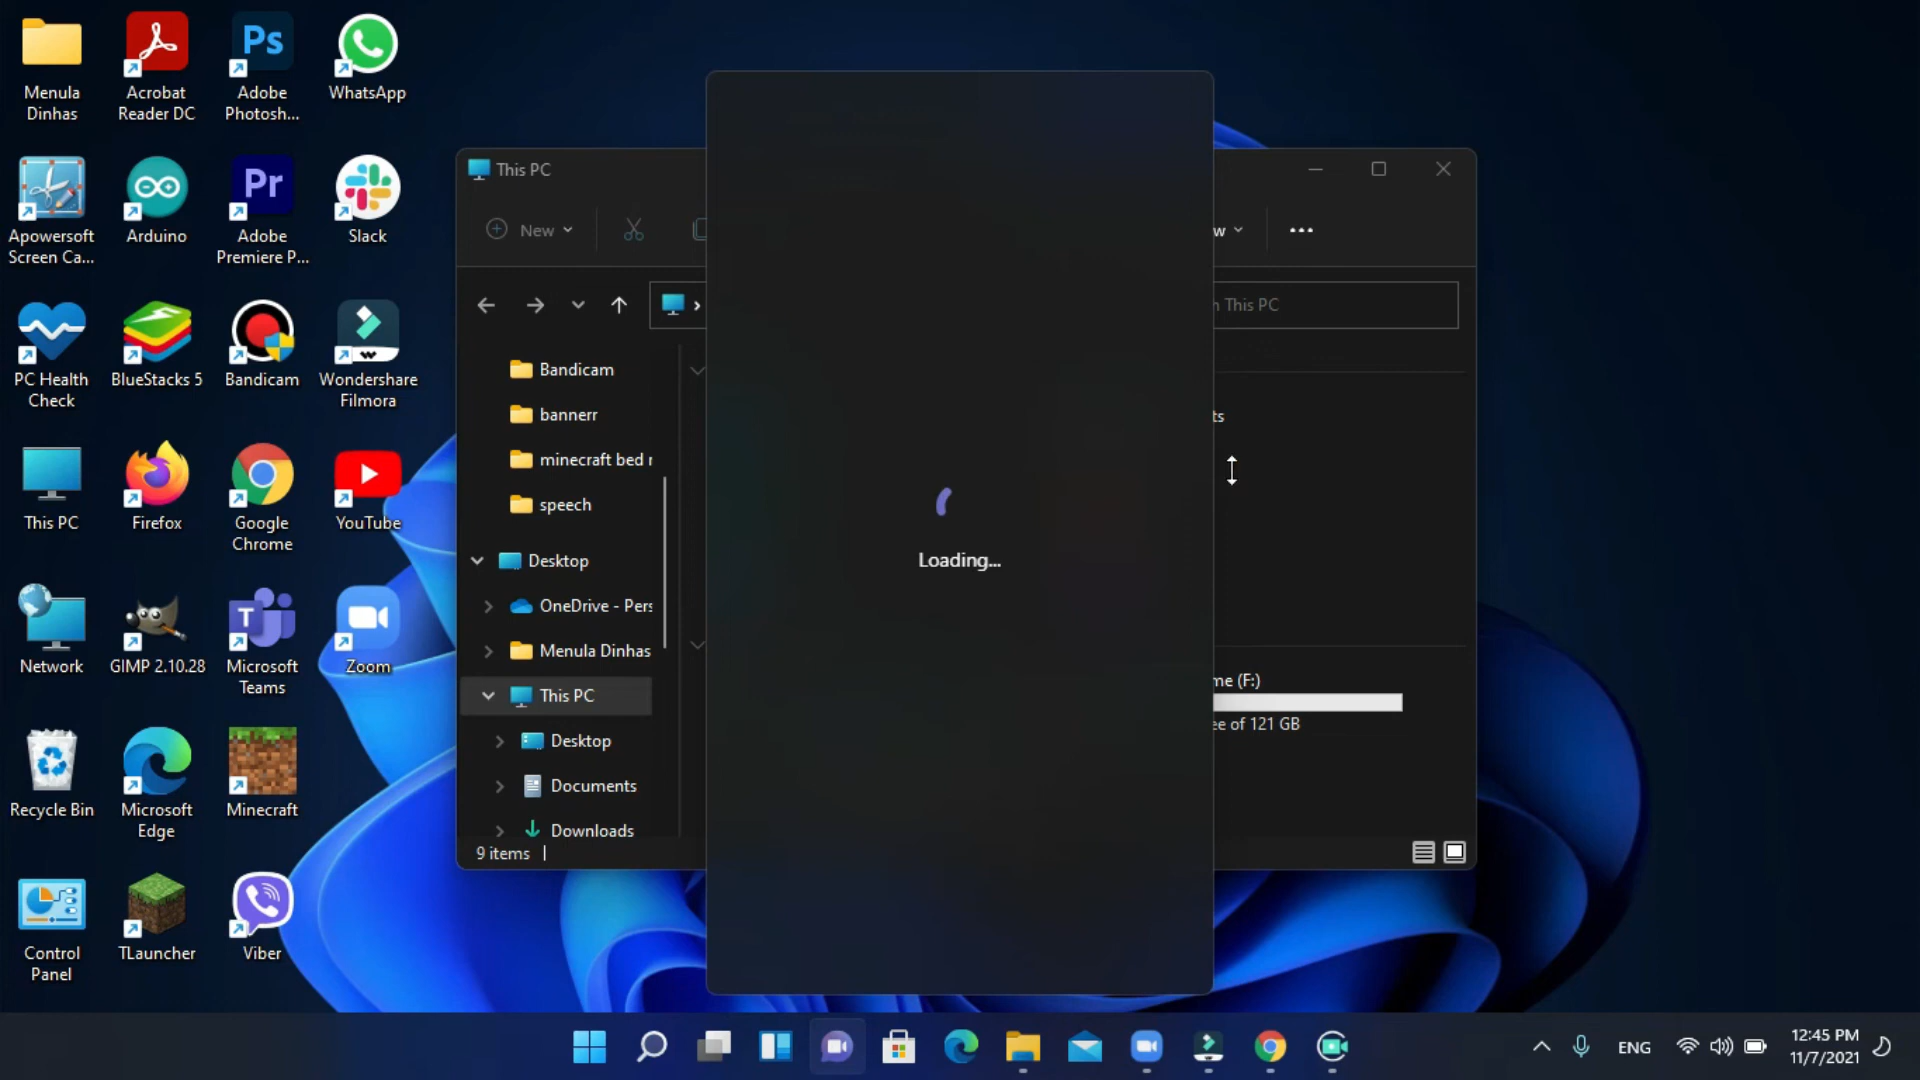 Menula
Dinhas
Acrobat
Reader DC
Ps
Adobe
Photosh...
WhatsApp
Apowersoft
Screen Ca...
Arduino
Pr
Adobe
Premiere P...
Slack
PC Health
Check
BlueStacks 5
Bandicam
Wondershare
Filmora
This PC
Firefox
Google
Chrome
YouTube
Network
GIMP 2.10.28
T
Microsoft
Teams
Zoom
Recycle Bin
Microsoft
Edge
Minecraft
Control
Panel
TLauncher
Viber
This PC
New
w
This PC
Bandicam
bannerr
minecraft bed
speech
Desktop
OneDrive - Pers
Menula Dinhas
This PC
Desktop
Documents
Downloads
9 items
ts
me (F:)
ee of 121 GB
Loading...
ENG
12:45 PM
11/7/2021